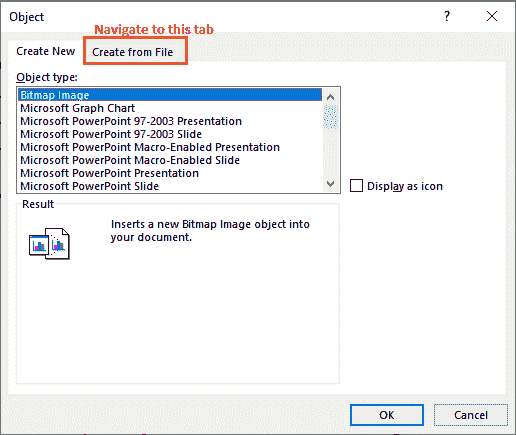 Object
?
Navigate to this tab
Create New
Create from File
Object type:
Bitmap Image
Microsoft Graph Chart
Microsoft PowerPoint 97-2003 Presentation
Microsoft PowerPoint 97-2003 Slide
Microsoft PowerPoint Macro-Enabled Presentation
Microsoft PowerPoint Macro-Enabled Slide
Microsoft PowerPoint Presentation
Microsoft PowerPoint Slide
Display as icon
Result
Inserts a new Bitmap Image object into
your document.
OK
Cancel